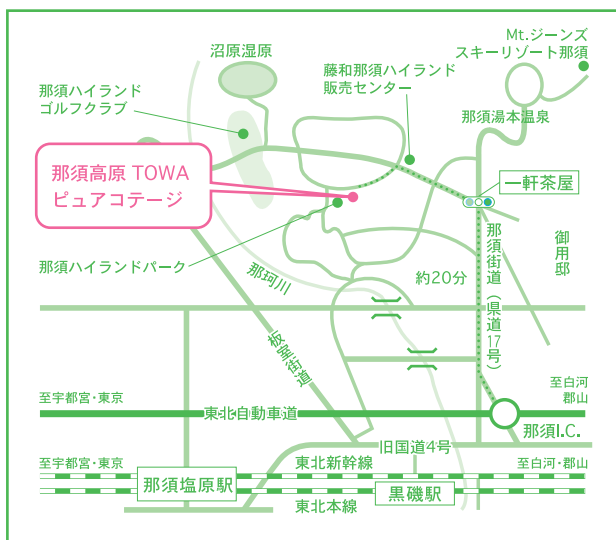 Mt.ジーンズ
スキーリゾート那須
沼原湿原
藤和那須ハイランド
販売センター
那須ハイランド
ゴルフクラブ
那須湯本温泉
那須高原 TOWA
ピュアコテージ
一軒茶屋
那須ハイランドパーク
那珂川
板室街道
約20分
那須街道(県道17号)
御用邸
至宇都宮・東京
東北自動車道
至白河
郡山
那須I.C.
旧国道4号
至宇都宮・東京
東北新幹線
至白河・郡山
那須塩原駅
黒磯駅
東北本線